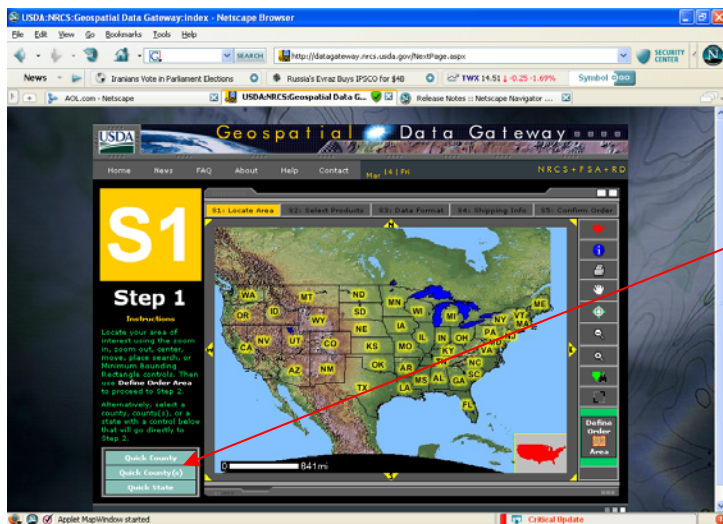 USDA:NRCS:Geospatial Data Gateway:index - Netscape Browser
File Edit View Go Bookmarks Tools Help
SEARCH http://datagateway.nrcs.usda.gov/NextPage.aspx SECURITY CENTER
News Iranians Vote in Parliament Elections Russia's Evraz Buys IPSCO for $4B TWX 14.51 -0.25 -1.69% Symbol GO
AOL.com - Netscape USDA:NRCS:Geospatial Data G... Release Notes :: Netscape Navigator ....
USDA Geospatial Data Gateway
Home News FAQ About Help Contact Mar 14 | Fri NRCS+FSA+RD
S1: Locate Area S2: Select Products S3: Data Format S4: Shipping Info S5: Confirm Order
S1
Step 1
Instructions
Locate your area of
interest using the zoom
in, zoom out, center,
move, place search, or
Minimum Bounding
Rectangle controls. Then
use Define Order Area
to proceed to Step 2.
Alternatively, select a
county, counts(s), or a
state with a control below
that will go directly to
Step 2.
Quick County
Quick County(s)
Quick State
N
WA MT ND MN ME
OR ID WY SD WI MI NY VT
MA
NE IA PA NJ
CA NV UT CO IL IN OH
KS MO KY VA
AZ NM OK AR TN NC
SC
TX LA MS AL GA
FL
W E
S
0 841mi
Define
Order
Area
Applet MapWindow started Critical Update